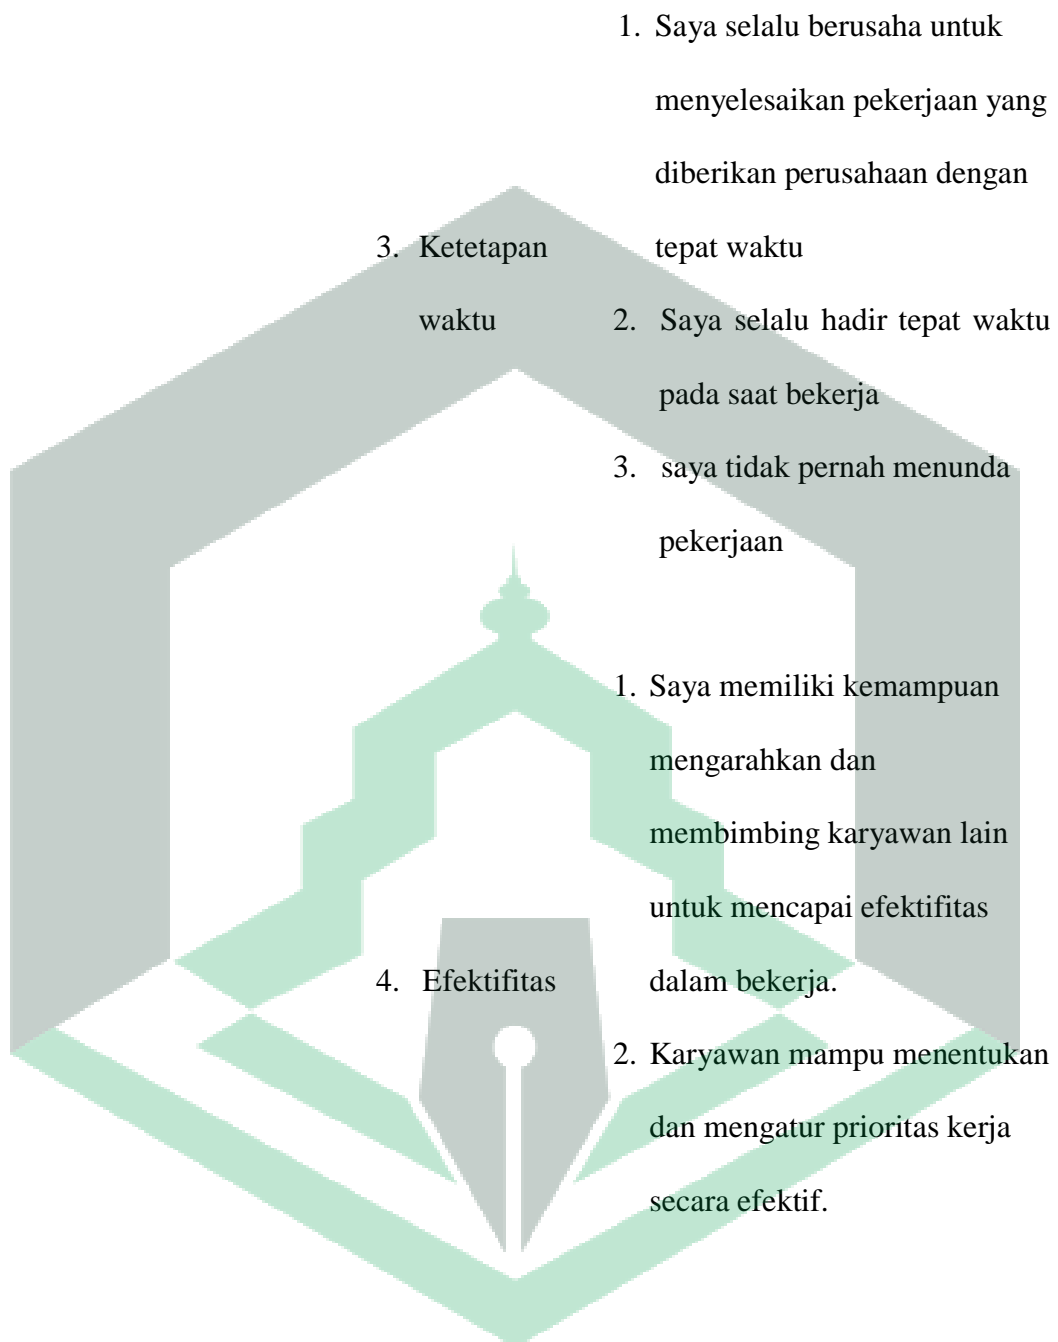 1. Saya selalu berusaha untuk
menyelesaikan pekerjaan yang
diberikan perusahaan dengan
3. Ketetapan tepat waktu
waktu 2. Saya selalu hadir tepat waktu
pada saat bekerja
3. saya tidak pernah menunda
pekerjaan
1. Saya memiliki kemampuan
mengarahkan dan
membimbing karyawan lain
untuk mencapai efektifitas
4. Efektifitas dalam bekerja.
2. Karyawan mampu menentukan
dan mengatur prioritas kerja
secara efektif.